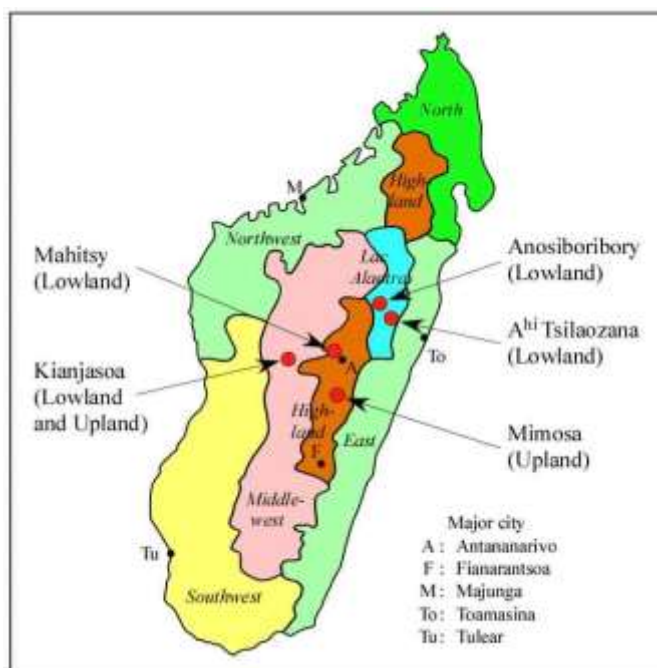 North
High-
land
M
Northwest
Lac
Alaotra
Mahitsy
(Lowland)
Anosiboribory
(Lowland)
A^hi Tsilaozana
(Lowland)
To
A
Kianjasoa
(Lowland
and Upland)
High-
land
East
Mimosa
(Upland)
F
Middle-
west
Tu
Southwest
Major city
A : Antananarivo
F : Fianarantsoa
M : Majunga
To: Toamasina
Tu: Tulear